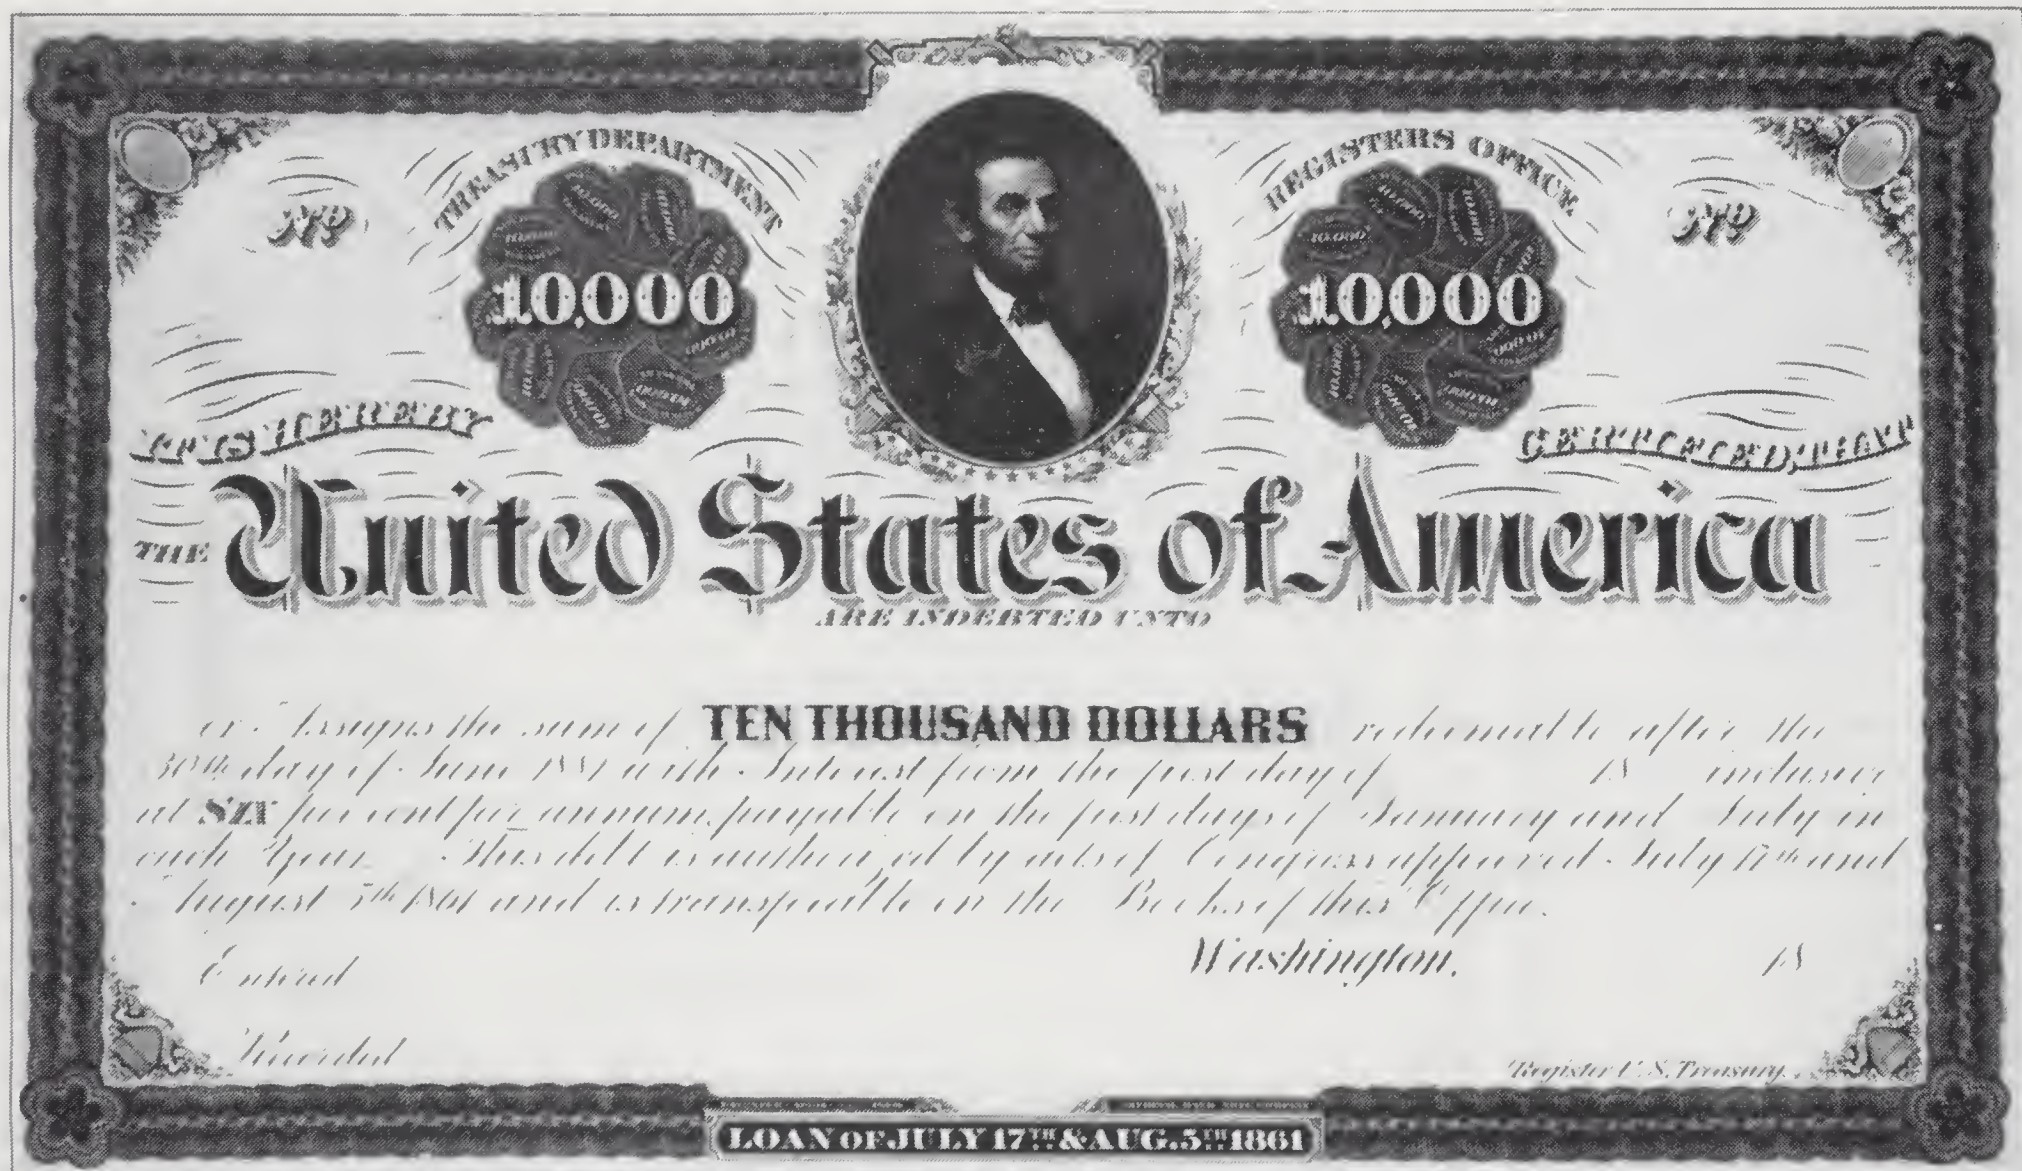 TREASURY DEPARTMENT
REGISTERS OFFICE
No
No
10,000
10,000
IT IS HEREBY
CERTIFIED, THAT
THE United States of America
ARE INDEBTED UNTO
or Assigns the sum of TEN THOUSAND DOLLARS redeemable after the
30th day of June 1881 with Interest from the first day of 18 inclusive
at SIX per cent per annum, payable on the first days of January and July in
each Year. This debt is authorized by acts of Congress approved July 17th and
August 5th 1861 and is transferable on the Books of this Office.
Entered
Washington, 18
Recorded
Register U.S. Treasury.
LOAN OF JULY 17TH & AUG. 5TH 1861